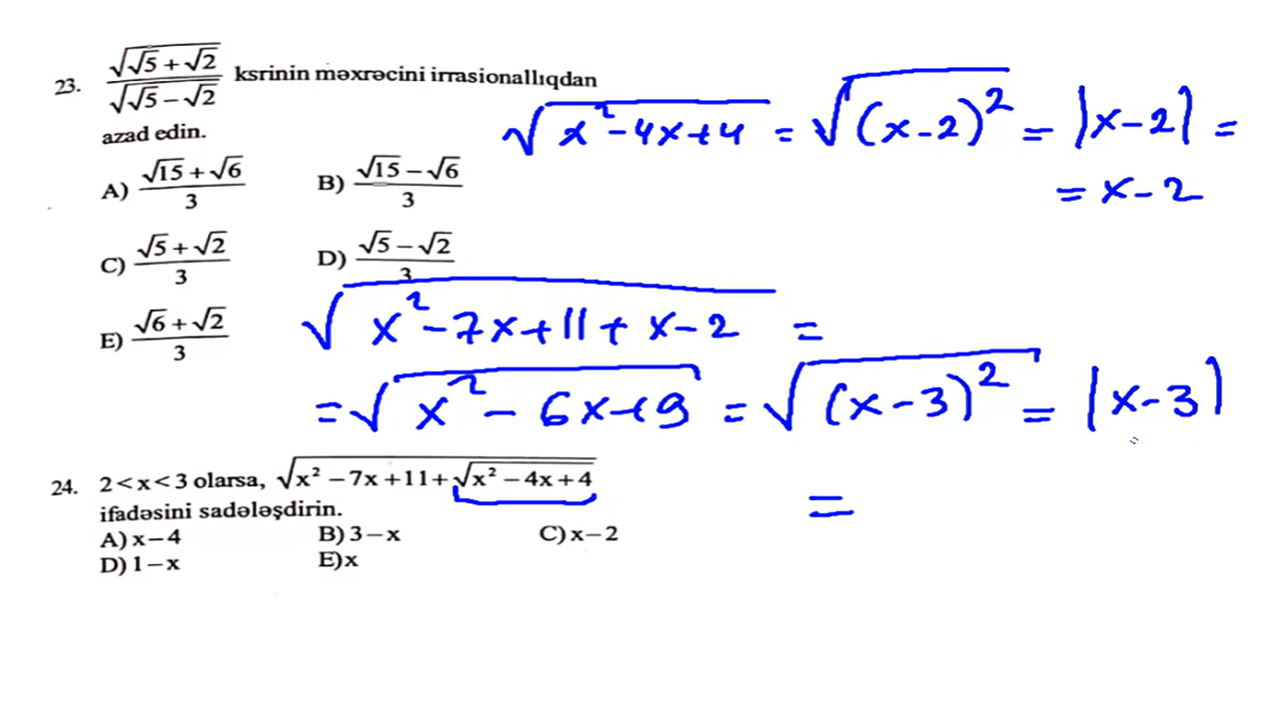 23. √(√5 + √2) / √(√5 − √2) ksrinin məxrəcini irrasionallıqdan
azad edin.
A) (√15 + √6)/3 B) (√15 − √6)/3
C) (√5 + √2)/3 D) (√5 − √2)/3
E) (√6 + √2)/3
√(x² − 4x + 4) = √((x − 2)²) = |x − 2| =
= x − 2
√(x² − 7x + 11 + x − 2) =
= √(x² − 6x + 9) = √((x − 3)²) = |x − 3|
=
24. 2 < x < 3 olarsa, √(x² − 7x + 11 + √(x² − 4x + 4))
ifadəsini sadələşdirin.
A) x − 4 B) 3 − x C) x − 2
D) 1 − x E) x